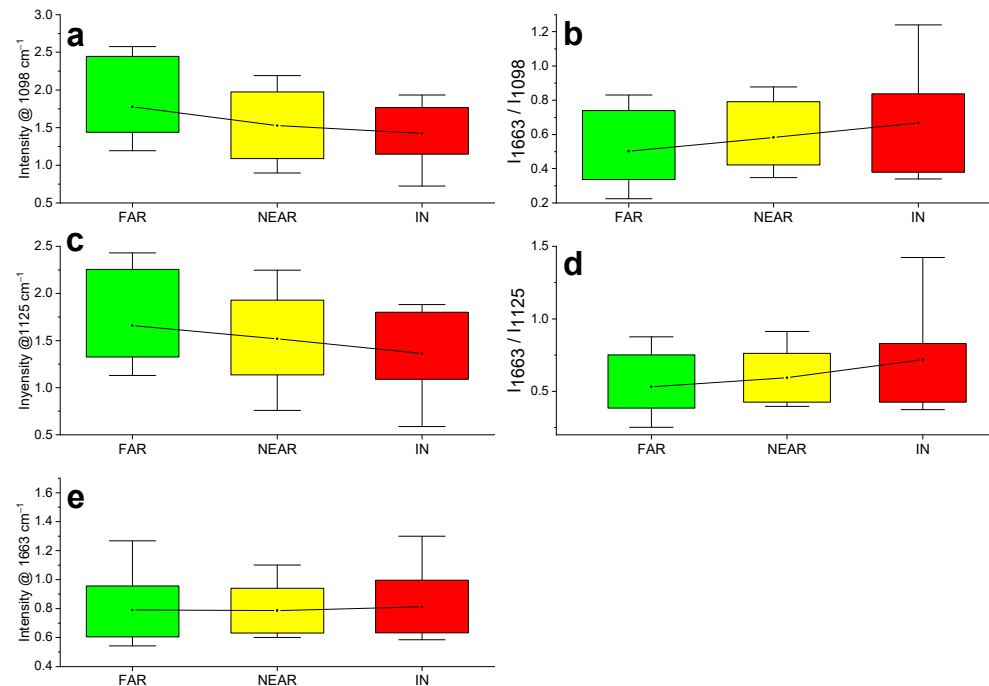 a
Intensity @ 1098 cm⁻¹
3.0
2.5
2.0
1.5
1.0
0.5
FAR NEAR IN
b
I1663 / I1098
1.2
1.0
0.8
0.6
0.4
0.2
FAR NEAR IN
c
Inyensity @1125 cm⁻¹
2.5
2.0
1.5
1.0
0.5
FAR NEAR IN
d
I1663 / I1125
1.5
1.0
0.5
FAR NEAR IN
e
Intensity @ 1663 cm⁻¹
1.6
1.4
1.2
1.0
0.8
0.6
0.4
FAR NEAR IN